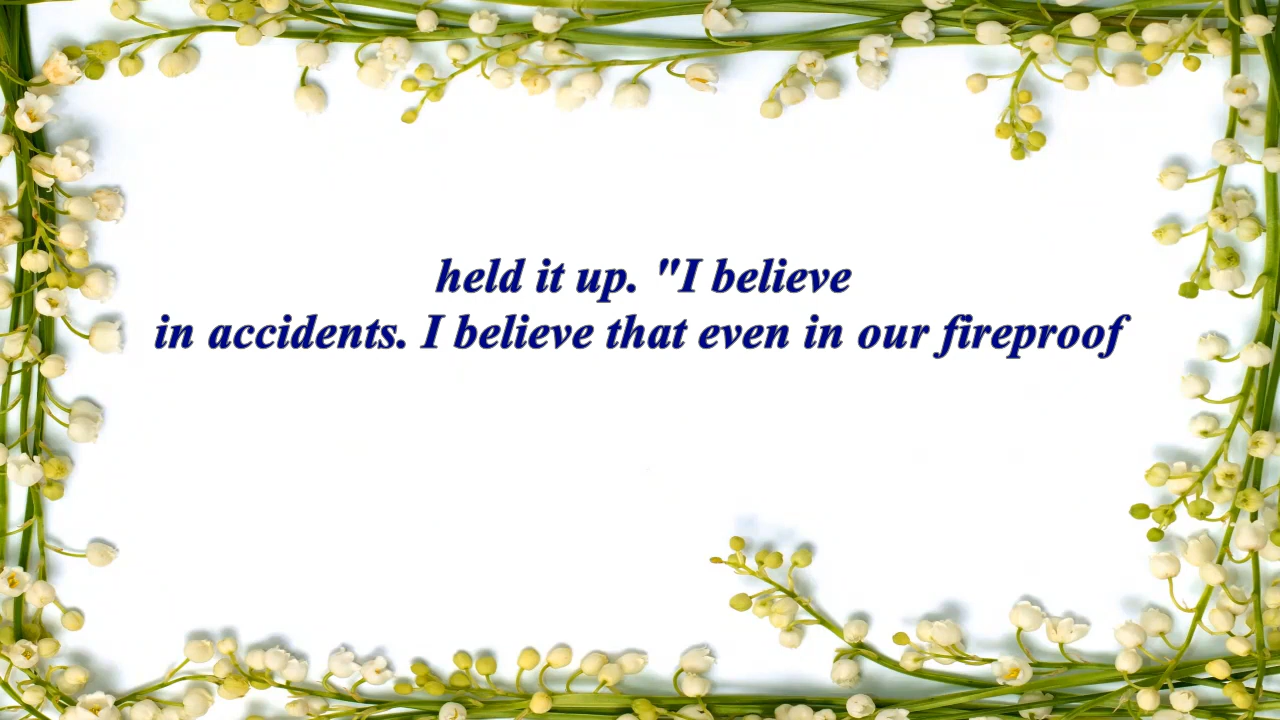 held it up. "I believe
in accidents. I believe that even in our fireproof